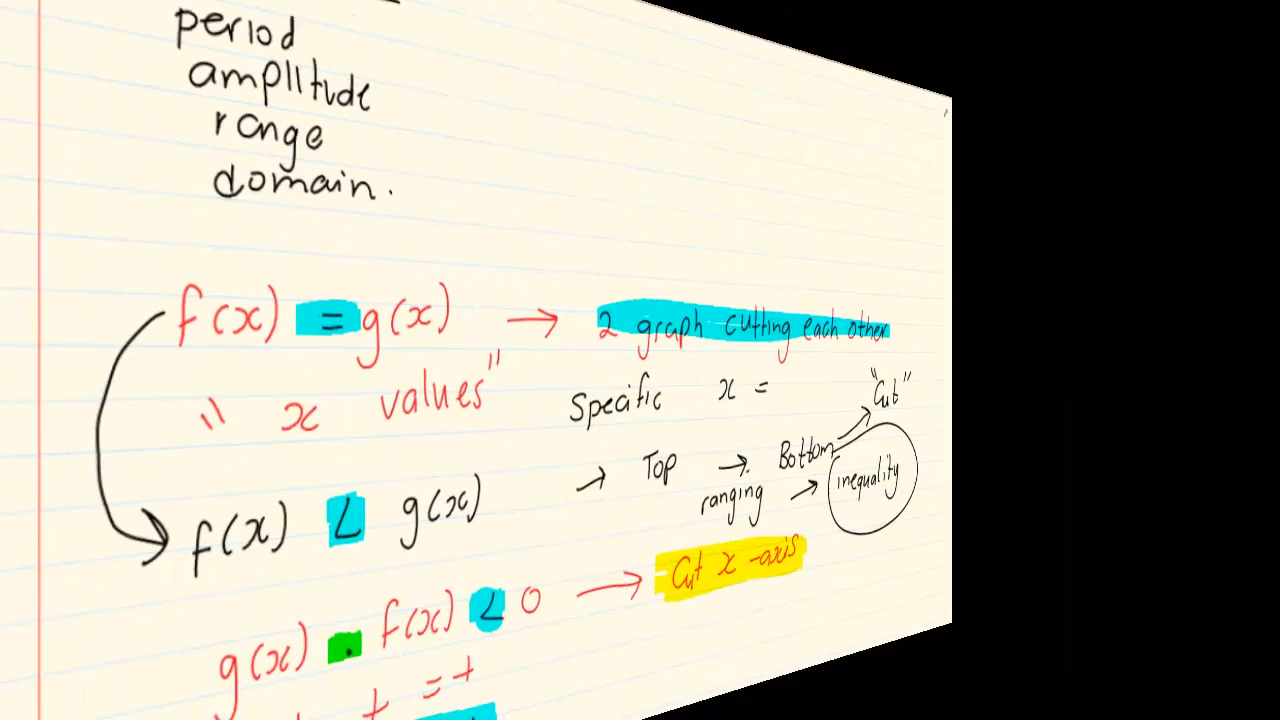 period
amplitude
range
domain.
f(x) = g(x) → 2 graph cutting each other
" x values"
Specific x =
"Cut"
→ Top → Bottom
ranging → inequality
f(x) < g(x)
g(x) . f(x) < 0 → Cut x-axis
+ = +